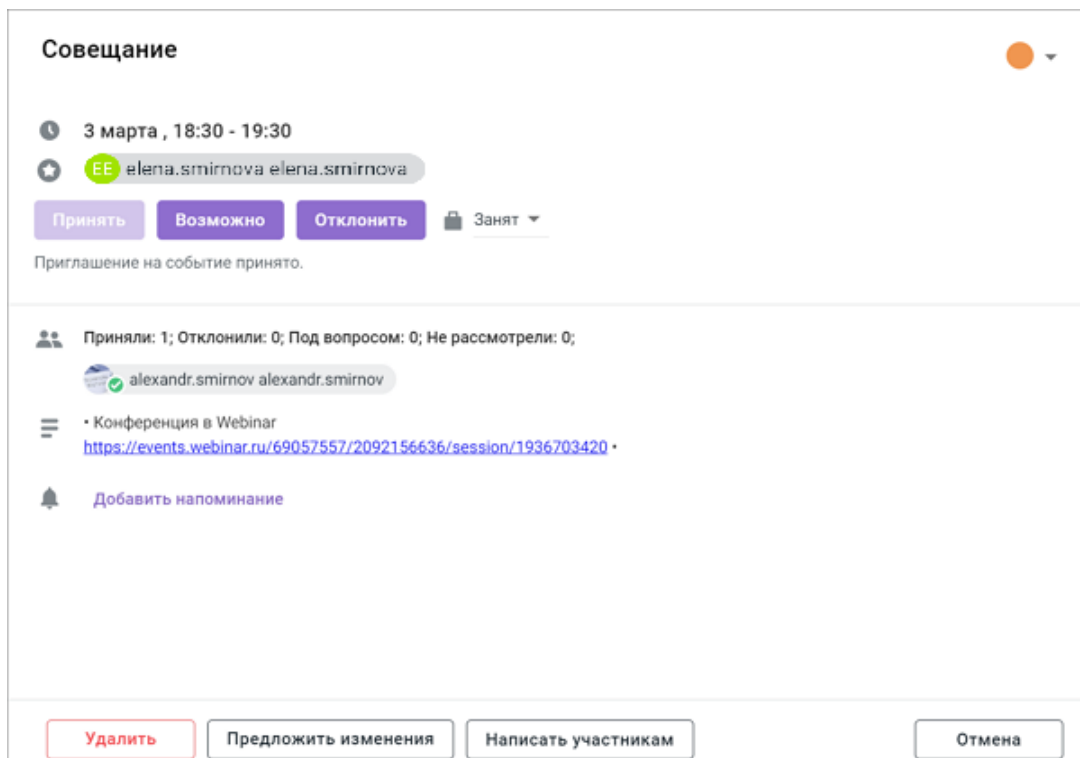 Совещание
3 марта , 18:30 - 19:30
EE elena.smirnova elena.smirnova
Принять Возможно Отклонить Занят
Приглашение на событие принято.
Приняли: 1; Отклонили: 0; Под вопросом: 0; Не рассмотрели: 0;
alexandr.smirnov alexandr.smirnov
• Конференция в Webinar
https://events.webinar.ru/69057557/2092156636/session/1936703420 •
Добавить напоминание
Удалить Предложить изменения Написать участникам Отмена